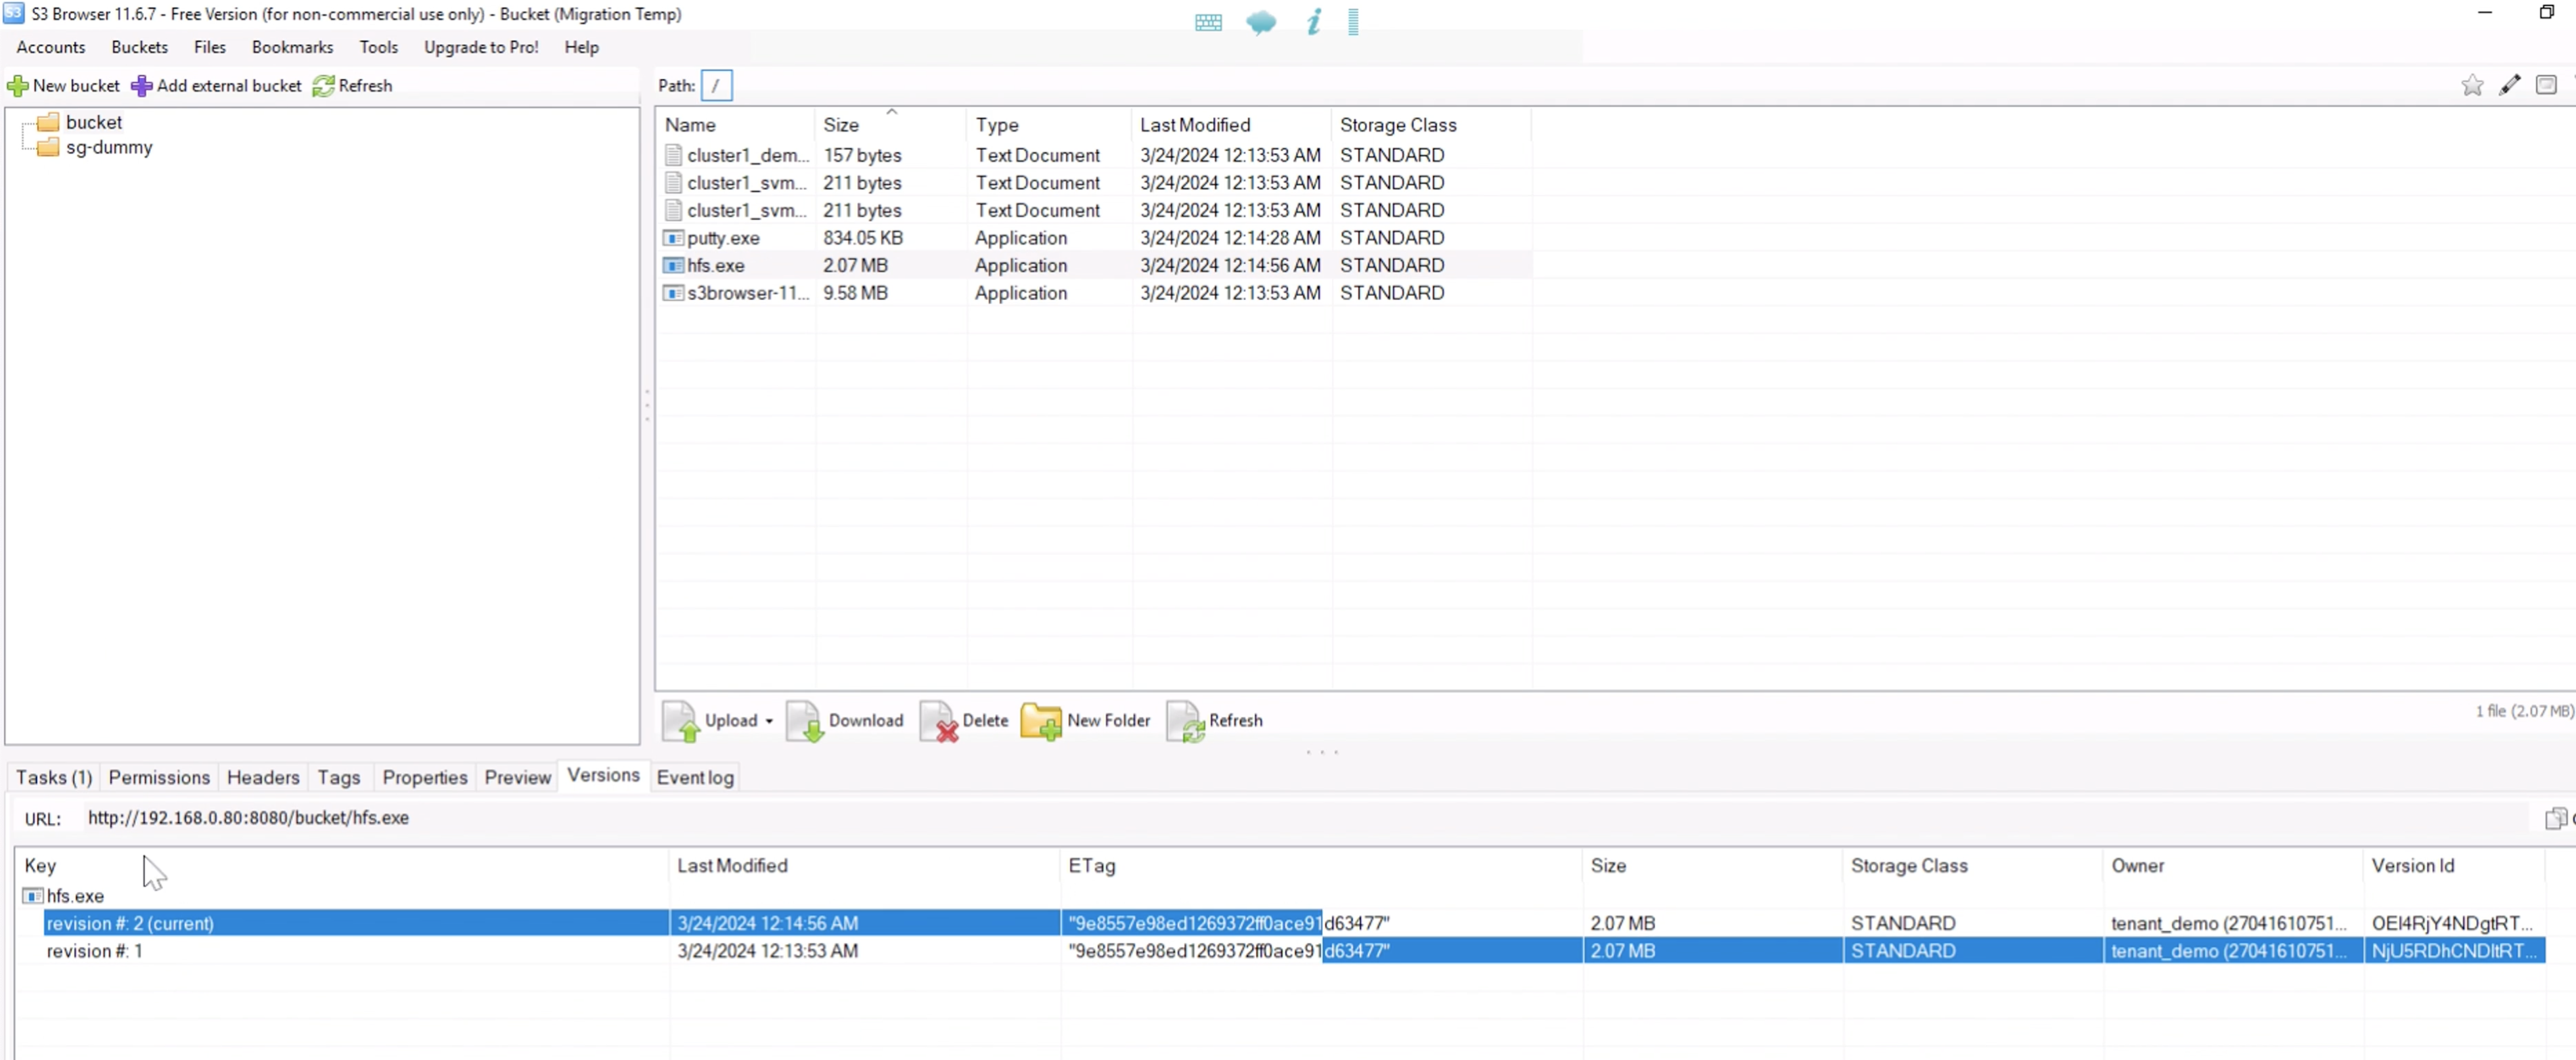 S3 Browser 11.6.7 - Free Version (for non-commercial use only) - Bucket (Migration Temp)
Accounts Buckets Files Bookmarks Tools Upgrade to Pro! Help
New bucket Add external bucket Refresh
Path: /
bucket
sg-dummy
Name Size Type Last Modified Storage Class
cluster1_dem... 157 bytes Text Document 3/24/2024 12:13:53 AM STANDARD
cluster1_svm... 211 bytes Text Document 3/24/2024 12:13:53 AM STANDARD
cluster1_svm... 211 bytes Text Document 3/24/2024 12:13:53 AM STANDARD
putty.exe 834.05 KB Application 3/24/2024 12:14:28 AM STANDARD
hfs.exe 2.07 MB Application 3/24/2024 12:14:56 AM STANDARD
s3browser-11... 9.58 MB Application 3/24/2024 12:13:53 AM STANDARD
Upload Download Delete New Folder Refresh
1 file (2.07 MB)
Tasks (1) Permissions Headers Tags Properties Preview Versions Event log
URL: http://192.168.0.80:8080/bucket/hfs.exe
Key Last Modified ETag Size Storage Class Owner Version Id
hfs.exe
revision #: 2 (current) 3/24/2024 12:14:56 AM "9e8557e98ed1269372ff0ace91d63477" 2.07 MB STANDARD tenant_demo (27041610751... OEI4RjY4NDgtRT...
revision #: 1 3/24/2024 12:13:53 AM "9e8557e98ed1269372ff0ace91d63477" 2.07 MB STANDARD tenant_demo (27041610751... NjU5RDhCNDItRT...